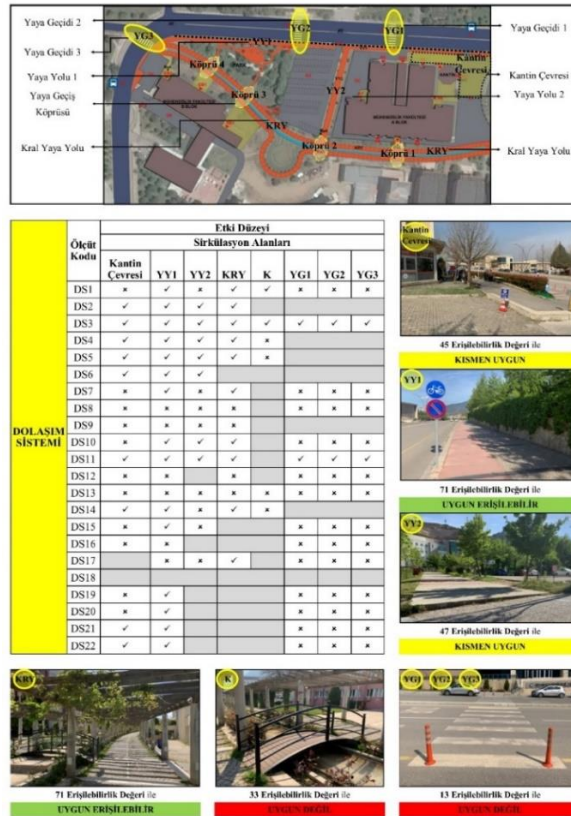 Yaya Geçidi 2
Yaya Geçidi 3
Yaya Yolu 1
Yaya Geçiş
Köprüsü
Kral Yaya Yolu
YG3
YG2
YG1
YY1
Kantin
Çevresi
Köprü 4
Köprü 3
YY2
KRY
Köprü 2
Köprü 1
KRY
Yaya Geçidi 1
Kantin
Çevresi
Yaya Yolu 2
Kral Yaya Yolu
DOLAŞIM
SİSTEMİ
Ölçüt
Kodu
Etki Düzeyi
Sirkülasyon Alanları
Kantin
Çevresi YY1 YY2 KRY K YG1 YG2 YG3
DS1 × ✓ × ✓ ✓ × × ×
DS2 ✓ ✓ ✓ ✓
DS3 ✓ ✓ ✓ ✓ ✓ ✓ ✓ ✓
DS4 ✓ ✓ ✓ ✓ ×
DS5 ✓ ✓ ✓ ✓ ×
DS6 ✓ ✓ ✓
DS7 × ✓ × ✓ × × ×
DS8 × × × × × × ×
DS9 × × × ×
DS10 × ✓ ✓ ✓ × × ×
DS11 ✓ ✓ ✓ ✓ ✓ ✓ ✓
DS12 × × × × × ×
DS13 × × × × × × × ×
DS14 ✓ ✓ × ✓ ×
DS15 × ✓ × × × ×
DS16 × × × × ×
DS17 × × ✓ × × ×
DS18
DS19 × ✓ × × ×
DS20 × ✓ × × ×
DS21 ✓ ✓ × × ×
DS22 ✓ ✓ × × ×
Kantin
Çevresi
45 Erişilebilirlik Değeri ile
KISMEN UYGUN
YY1
71 Erişilebilirlik Değeri ile
UYGUN ERİŞİLEBİLİR
YY2
47 Erişilebilirlik Değeri ile
KISMEN UYGUN
KRY
71 Erişilebilirlik Değeri ile
UYGUN ERİŞİLEBİLİR
K
33 Erişilebilirlik Değeri ile
UYGUN DEĞİL
YG1 YG2 YG3
13 Erişilebilirlik Değeri ile
UYGUN DEĞİL